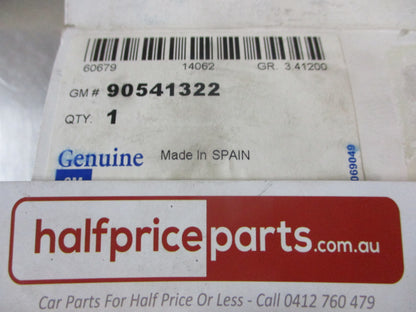 60679 14062 GR. 3.41200
GM # 90541322
QTY. 1
Genuine Made In SPAIN
GM
069049
halfpriceparts.com.au
Car Parts For Half Price Or Less - Call 0412 760 479